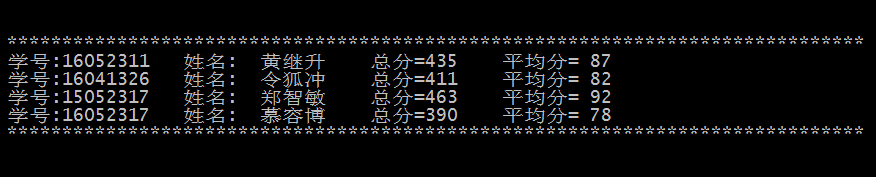 ******************************************************************************
学号:16052311   姓名:  黄继升    总分=435    平均分= 87
学号:16041326   姓名:  令狐冲    总分=411    平均分= 82
学号:15052317   姓名:  郑智敏    总分=463    平均分= 92
学号:16052317   姓名:  慕容博    总分=390    平均分= 78
******************************************************************************